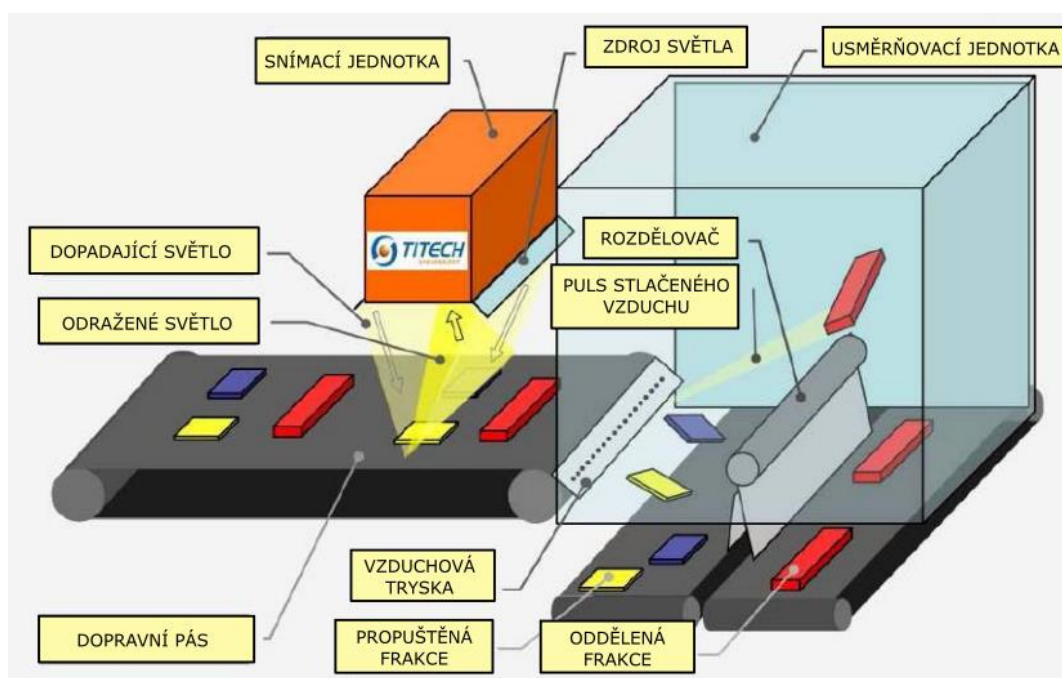 SNÍMACÍ JEDNOTKA
ZDROJ SVĚTLA
USMĚRŇOVACÍ JEDNOTKA
DOPADAJÍCÍ SVĚTLO
TITECH
ROZDĚLOVAČ
PULS STLAČENÉHO
VZDUCHU
ODRAŽENÉ SVĚTLO
VZDUCHOVÁ
TRYSKA
DOPRAVNÍ PÁS
PROPUŠTĚNÁ
FRAKCE
ODDĚLENÁ
FRAKCE